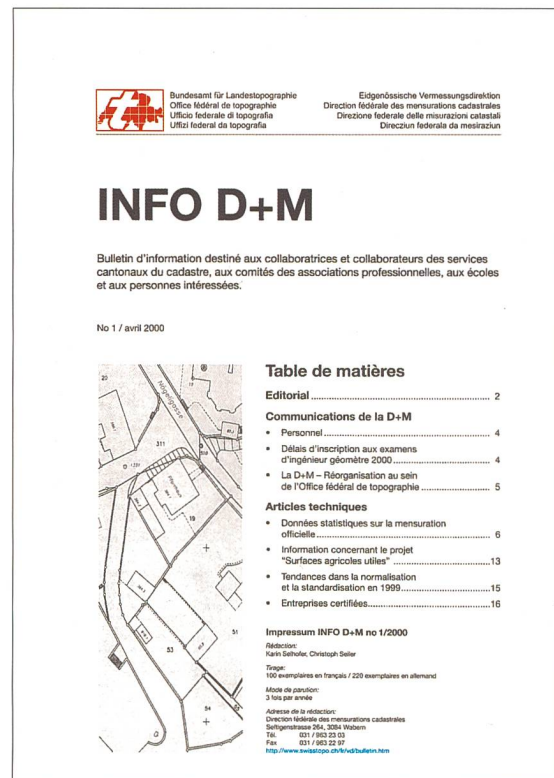 Bundesamt für Landestopographie
Office fédéral de topographie
Ufficio federale di topografia
Uffizi federal da topografia
Eidgenössische Vermessungsdirektion
Direction fédérale des mensurations cadastrales
Direzione federale delle misurazioni catastali
Direcziun federala da mesiraziun
INFO D+M
Bulletin d'information destiné aux collaboratrices et collaborateurs des services
cantonaux du cadastre, aux comités des associations professionnelles, aux écoles
et aux personnes intéressées.
No 1 / avril 2000
20
Nägeligasse
311
19
53
51
54
Table de matières
Editorial ........ 2
Communications de la D+M
• Personnel ........ 4
• Délais d'inscription aux examens
d'ingénieur géomètre 2000 ........ 4
• La D+M – Réorganisation au sein
de l'Office fédéral de topographie ........ 5
Articles techniques
• Données statistiques sur la mensuration
officielle ........ 6
• Information concernant le projet
"Surfaces agricoles utiles" ........ 13
• Tendances dans la normalisation
et la standardisation en 1999 ........ 15
• Entreprises certifiées ........ 16
Impressum INFO D+M no 1/2000
Rédaction:
Karin Selhofer, Christoph Seiler
Tirage:
100 exemplaires en français / 220 exemplaires en allemand
Mode de parution:
3 fois par année
Adresse de la rédaction:
Direction fédérale des mensurations cadastrales
Seftigenstrasse 264, 3084 Wabern
Tél. 031 / 963 23 03
Fax 031 / 963 22 97
http://www.swisstopo.ch/fr/vd/bulletin.htm